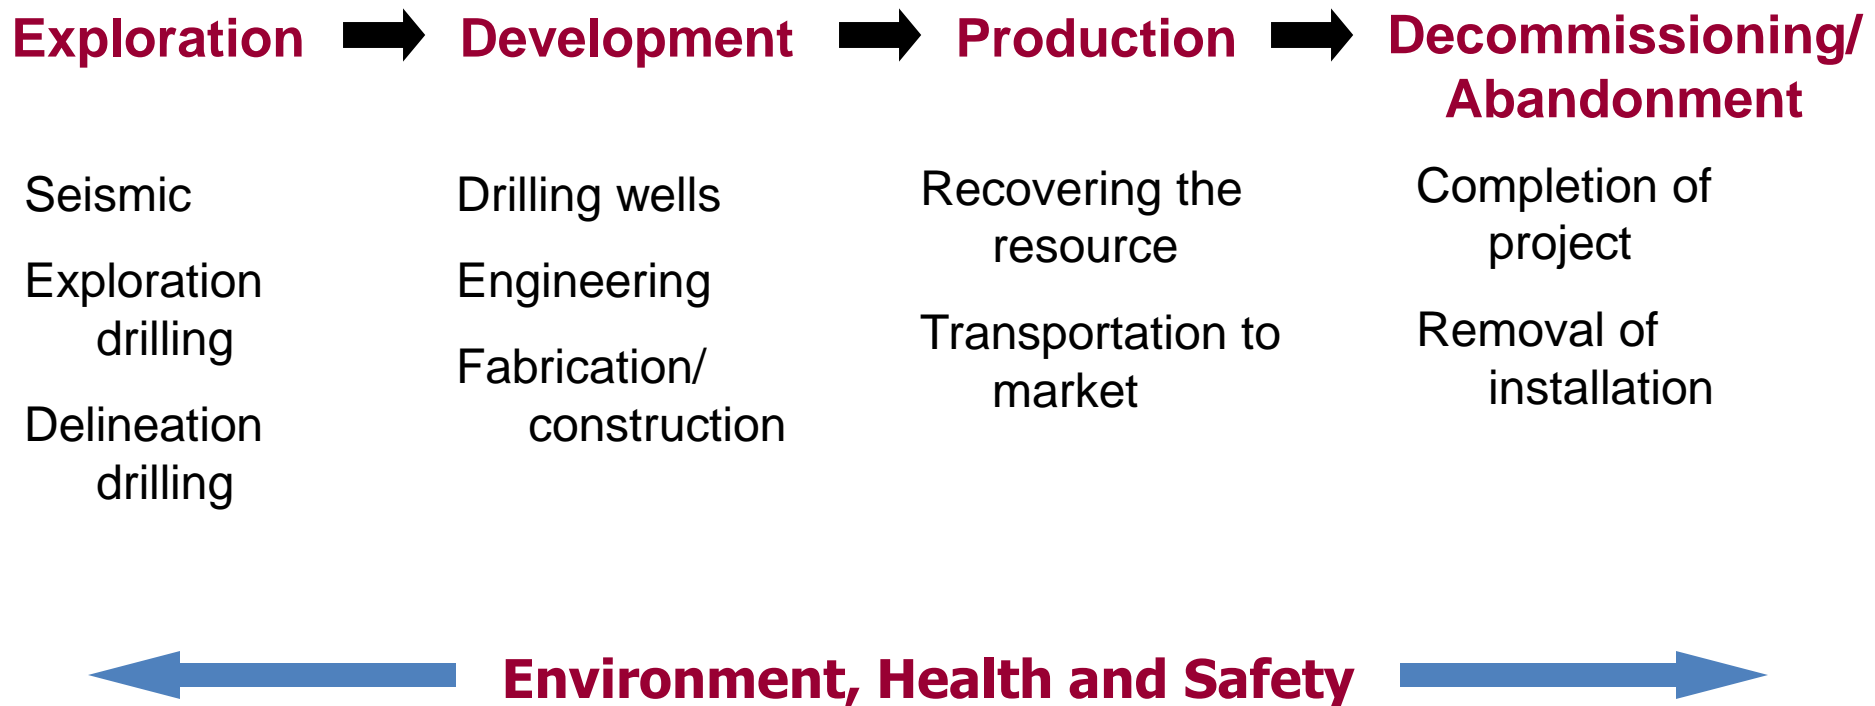 Exploration
Development
Production
Decommissioning/
Abandonment
Seismic
Exploration
drilling
Delineation
drilling
Drilling wells
Engineering
Fabrication/
construction
Recovering the
resource
Transportation to
market
Completion of
project
Removal of
installation
Environment, Health and Safety